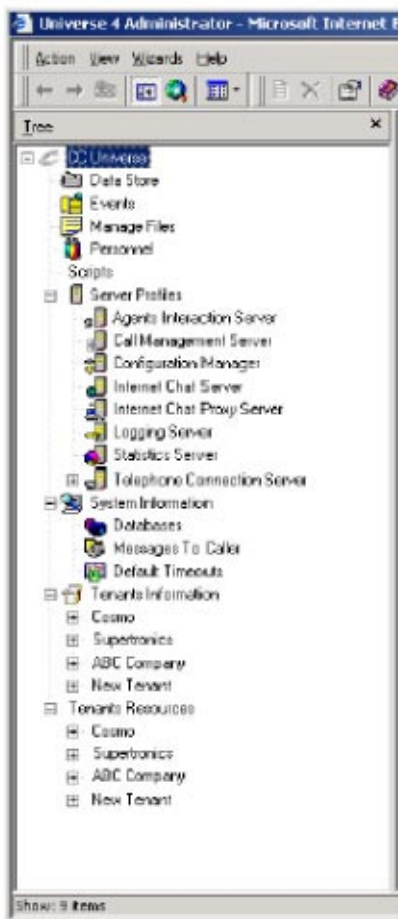 Universe 4 Administrator - Microsoft Internet E
Action View Wizards Help
Tree
CC Universe
Data Store
Events
Manage Files
Personnel
Scripts
Server Profiles
Agents Interaction Server
Call Management Server
Configuration Manager
Internet Chat Server
Internet Chat Proxy Server
Logging Server
Statistics Server
Telephone Connection Server
System Information
Databases
Messages To Caller
Default Timeouts
Tenants Information
Cosmo
Supertronics
ABC Company
New Tenant
Tenants Resources
Cosmo
Supertronics
ABC Company
New Tenant
Show: 9 items